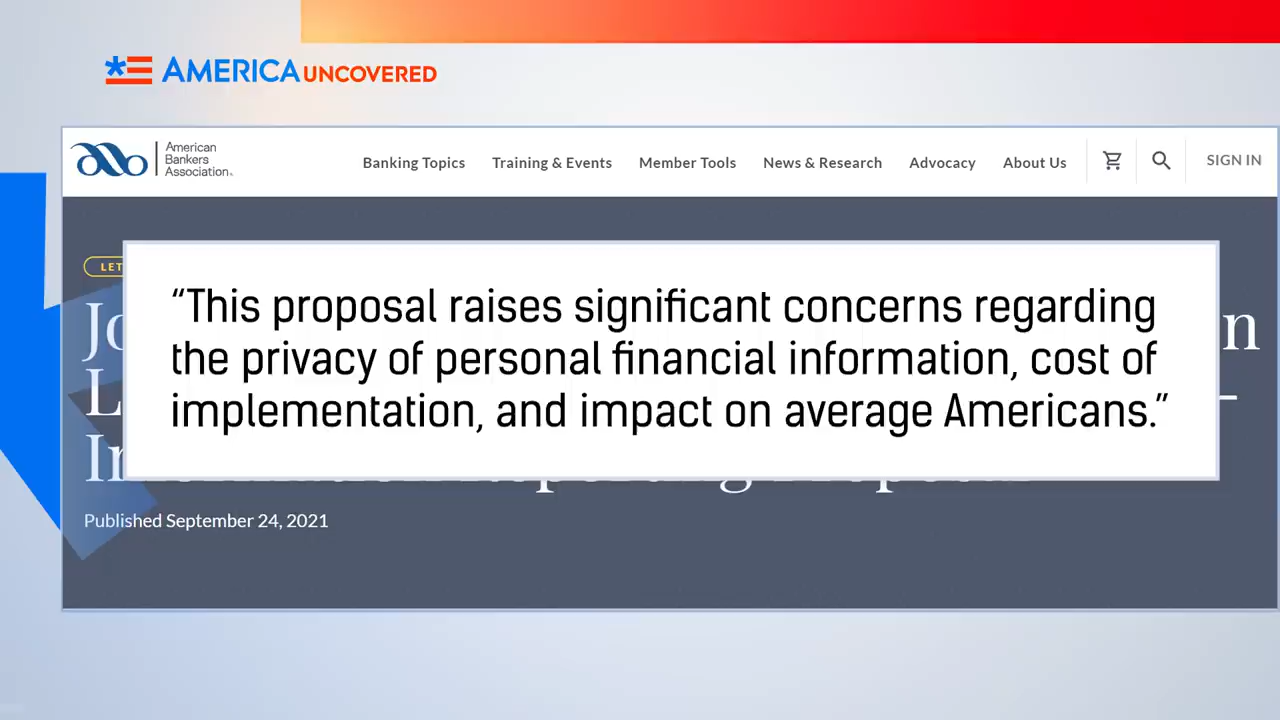 AMERICA UNCOVERED
American
Bankers
Association
Banking Topics Training & Events Member Tools News & Research Advocacy About Us SIGN IN
LET
“This proposal raises significant concerns regarding
the privacy of personal financial information, cost of
implementation, and impact on average Americans.”
Published September 24, 2021